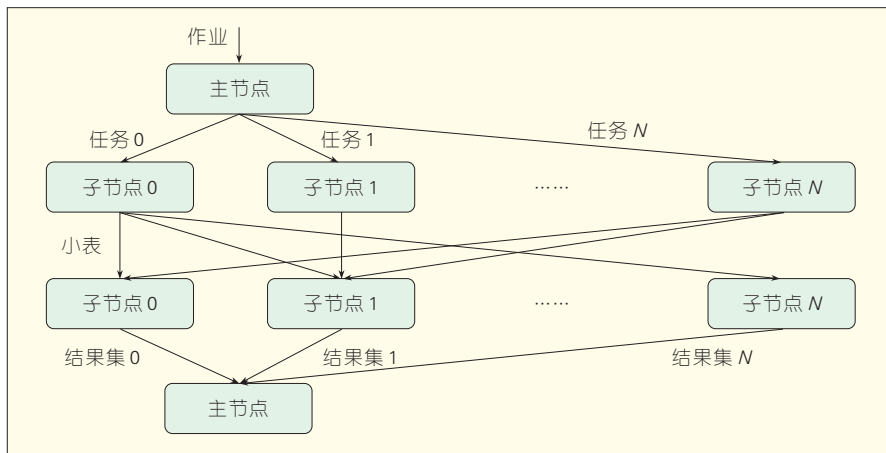 作业
主节点
任务 0
任务 1
任务 N
子节点 0
子节点 1
……
子节点 N
小表
子节点 0
子节点 1
……
子节点 N
结果集 0
结果集 1
结果集 N
主节点